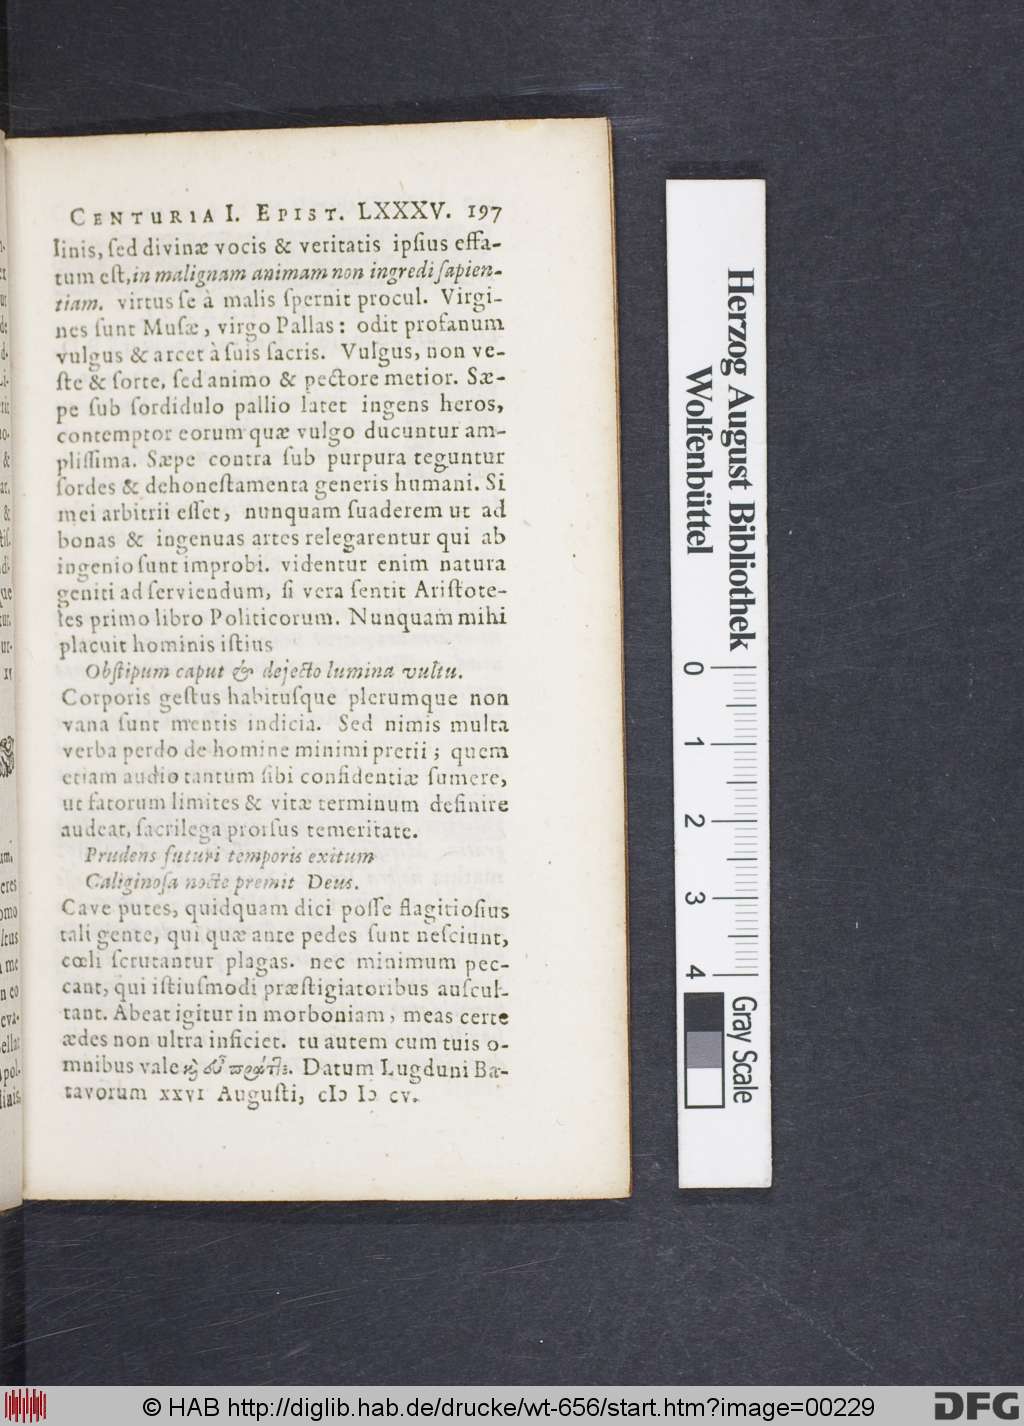 CENTURIA I. EPIST. LXXXV. 197
linis, ſed divinæ vocis & veritatis ipſius effa-
tum eſt, in malignam animam non ingredi ſapien-
tiam. virtus ſe à malis ſpernit procul. Virgi-
nes ſunt Muſæ, virgo Pallas: odit profanum
vulgus & arcet à ſuis ſacris. Vulgus, non ve-
ſte & ſorte, ſed animo & pectore metior. Sæ-
pe ſub ſordidulo pallio latet ingens heros,
contemptor eorum quæ vulgo ducuntur am-
pliſſima. Sæpe contra ſub purpura teguntur
ſordes & dehoneſtamenta generis humani. Si
mei arbitrii eſſet, nunquam ſuaderem ut ad
bonas & ingenuas artes relegarentur qui ab
ingenio ſunt improbi. videntur enim natura
geniti ad ſerviendum, ſi vera ſentit Ariſtote-
les primo libro Politicorum. Nunquam mihi
placuit hominis iſtius
Obſtipum caput & dejecto lumina vultu.
Corporis geſtus habituſque plerumque non
vana ſunt mentis indicia. Sed nimis multa
verba perdo de homine minimi pretii; quem
etiam audio tantum ſibi confidentiæ ſumere,
ut fatorum limites & vitæ terminum definire
audeat, ſacrilega prorſus temeritate.
Prudens futuri temporis exitum
Caliginoſa nocte premit Deus.
Cave putes, quidquam dici poſſe flagitioſius
tali gente, qui quæ ante pedes ſunt neſciunt,
cœli ſcrutantur plagas. nec minimum pec-
cant, qui iſtiuſmodi præſtigiatoribus auſcul-
tant. Abeat igitur in morboniam, meas certe
ædes non ultra inficiet. tu autem cum tuis o-
mnibus vale ϗ εὖ πρᾶττε. Datum Lugduni Ba-
tavorum XXVI Auguſti, cIↄ Iↄ cv.
Herzog August Bibliothek
Wolfenbüttel
0
1
2
3
4
Gray Scale
© HAB http://diglib.hab.de/drucke/wt-656/start.htm?image=00229
DFG